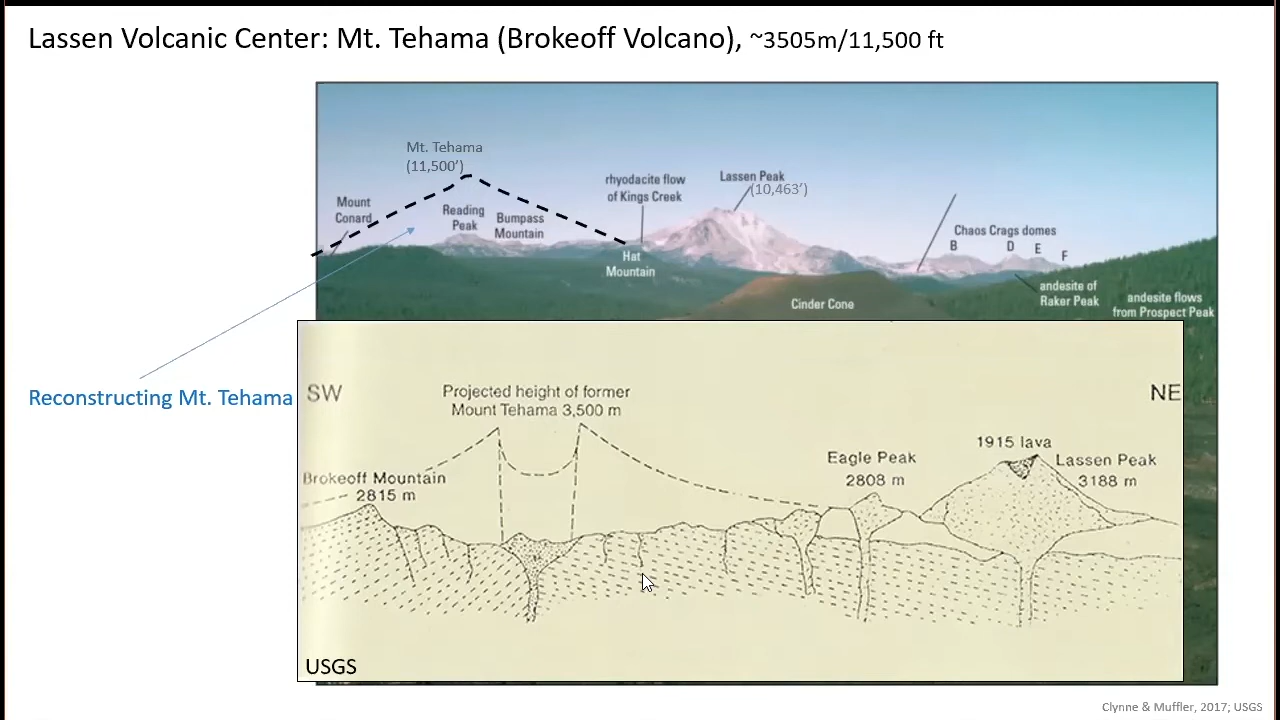 Lassen Volcanic Center: Mt. Tehama (Brokeoff Volcano), ~3505m/11,500 ft
Mt. Tehama
(11,500’)
Mount
Conard
Reading
Peak
Bumpass
Mountain
rhyodacite flow
of Kings Creek
Hat
Mountain
Lassen Peak
(10,463’)
Chaos Crags domes
B D E F
Cinder Cone
andesite of
Raker Peak
andesite flows
from Prospect Peak
Reconstructing Mt. Tehama
SW
NE
Projected height of former
Mount Tehama 3,500 m
Brokeoff Mountain
2815 m
Eagle Peak
2808 m
1915 lava
Lassen Peak
3188 m
USGS
Clynne & Muffler, 2017; USGS